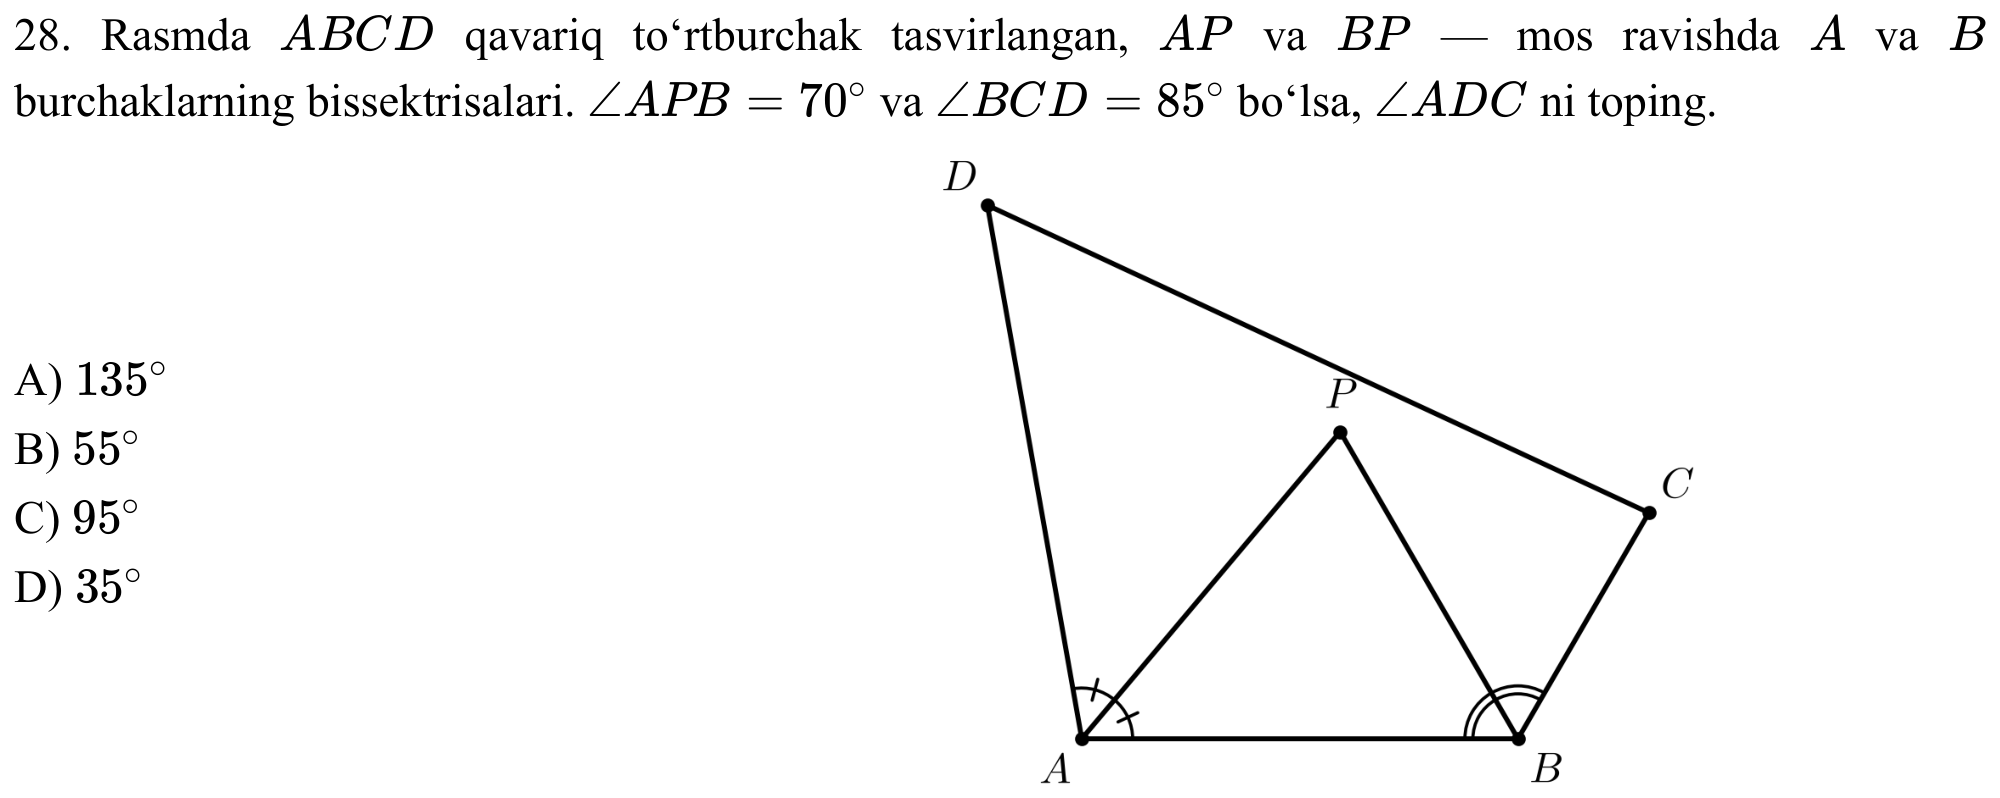 28. Rasmda ABCD qavariq to‘rtburchak tasvirlangan, AP va BP — mos ravishda A va B
burchaklarning bissektrisalari. ∠APB = 70° va ∠BCD = 85° bo‘lsa, ∠ADC ni toping.
D
A) 135°
P
B) 55°
C
C) 95°
D) 35°
A
B